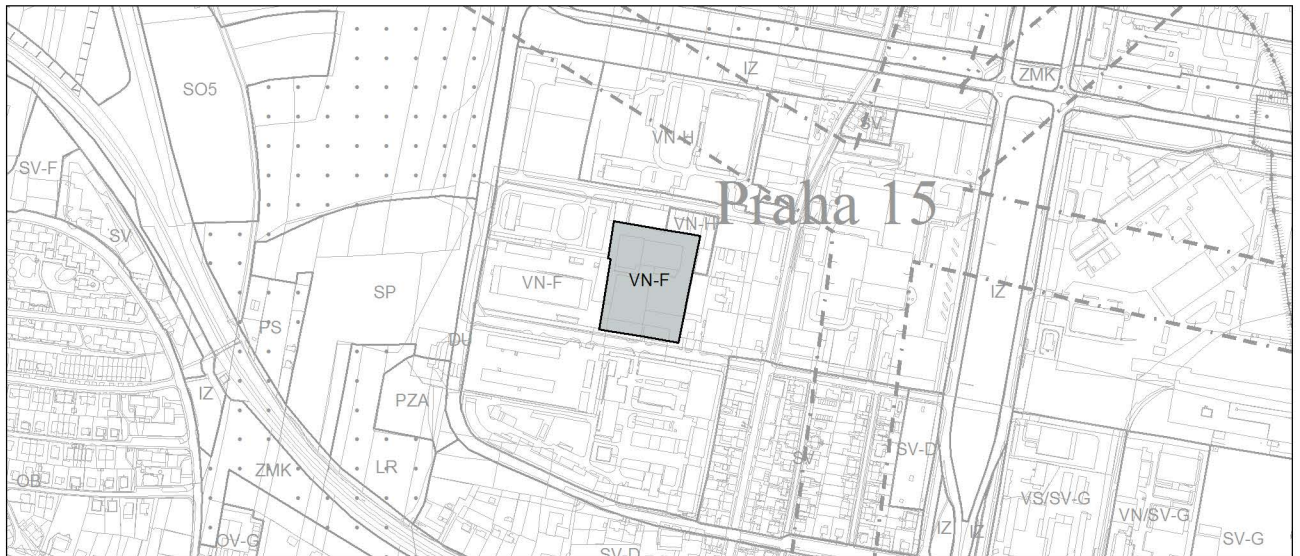 IZ
ZMK
SO5
SV
VN-H
SV-F
Praha 15
VN-H
SV
VN-F
VN-F
SP
IZ
PS
DU
IZ
PZA
SV-D
SV
ZMK
LR
OB
VS/SV-G
VN/SV-G
OV-G
IZ
IZ
SV-G
SV-D